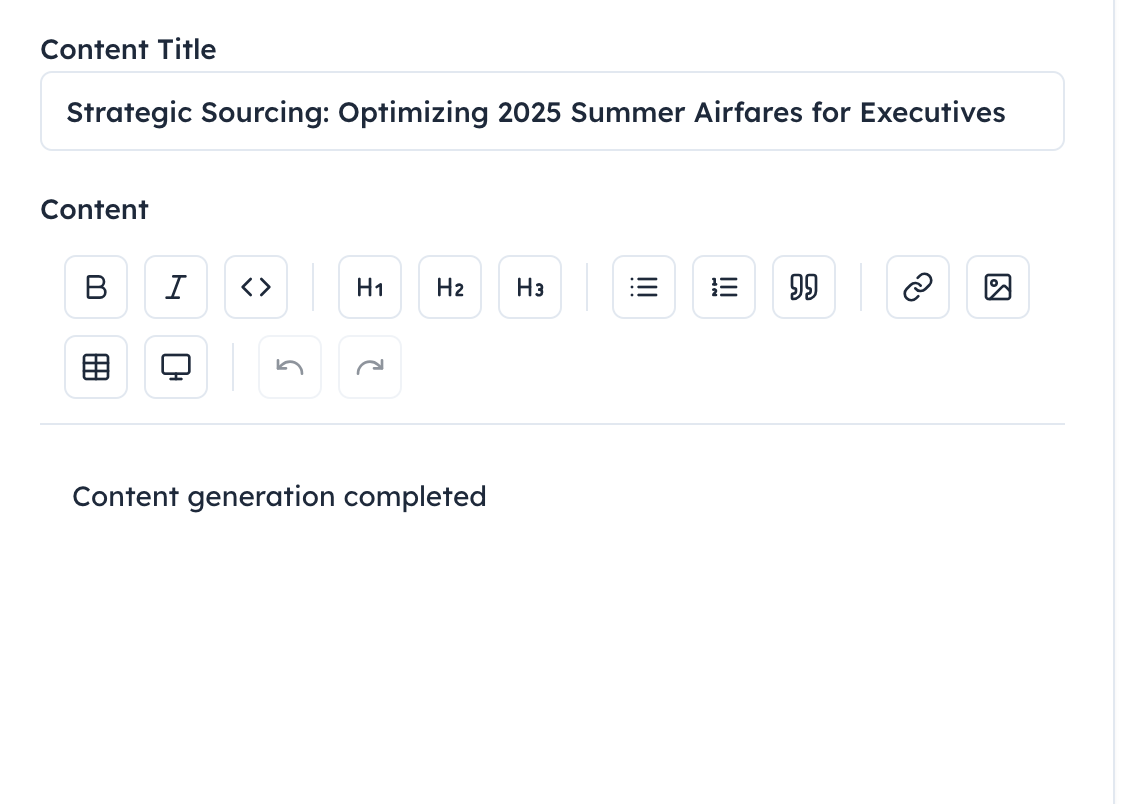 Content Title
Strategic Sourcing: Optimizing 2025 Summer Airfares for Executives
Content
B I <> H1 H2 H3
Content generation completed